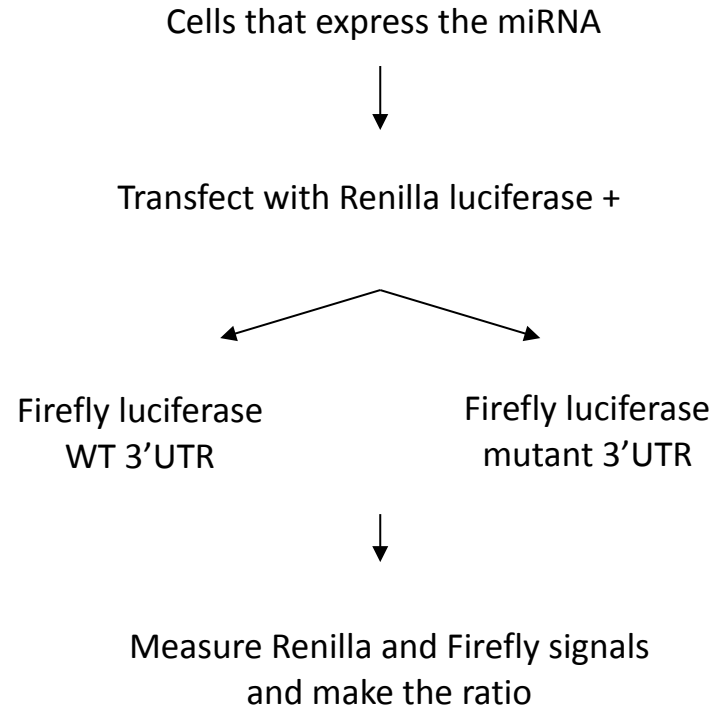 Cells that express the miRNA
Transfect with Renilla luciferase +
Firefly luciferase
WT 3’UTR
Firefly luciferase
mutant 3’UTR
Measure Renilla and Firefly signals
and make the ratio